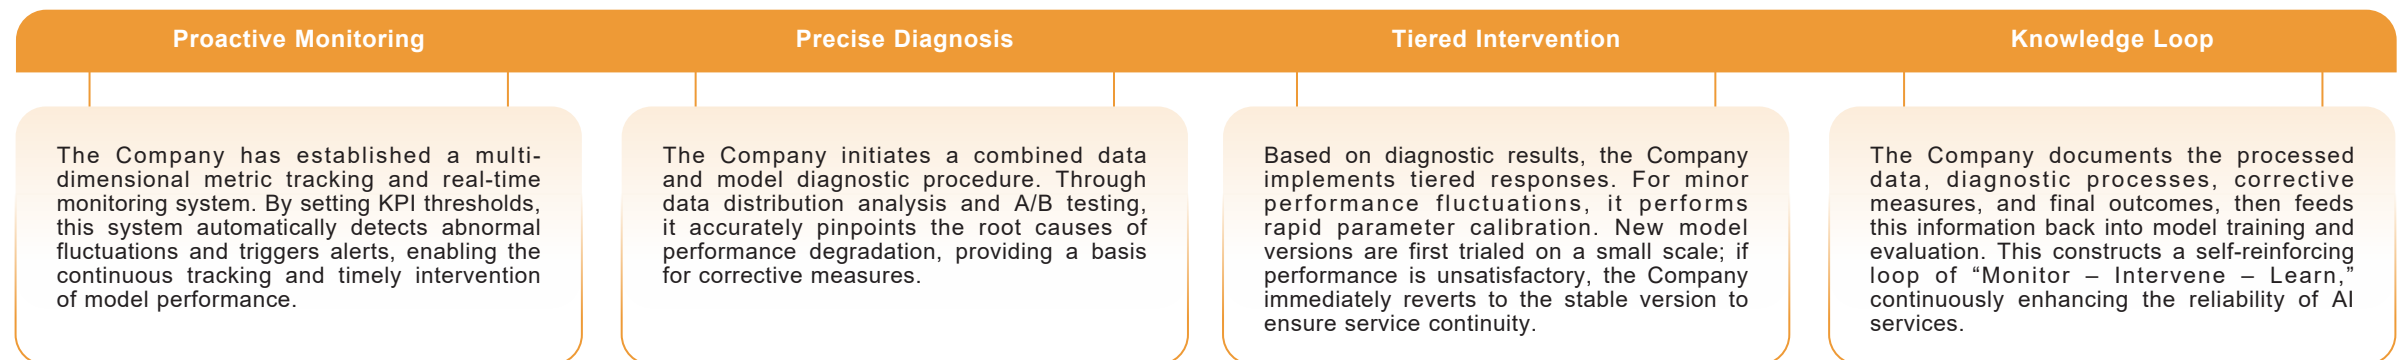 Proactive Monitoring
The Company has established a multi-
dimensional metric tracking and real-time
monitoring system. By setting KPI thresholds,
this system automatically detects abnormal
fluctuations and triggers alerts, enabling the
continuous tracking and timely intervention
of model performance.
Precise Diagnosis
The Company initiates a combined data
and model diagnostic procedure. Through
data distribution analysis and A/B testing,
it accurately pinpoints the root causes of
performance degradation, providing a basis
for corrective measures.
Tiered Intervention
Based on diagnostic results, the Company
implements tiered responses. For minor
performance fluctuations, it performs
rapid parameter calibration. New model
versions are first trialed on a small scale; if
performance is unsatisfactory, the Company
immediately reverts to the stable version to
ensure service continuity.
Knowledge Loop
The Company documents the processed
data, diagnostic processes, corrective
measures, and final outcomes, then feeds
this information back into model training and
evaluation. This constructs a self-reinforcing
loop of “Monitor – Intervene – Learn,”
continuously enhancing the reliability of AI
services.